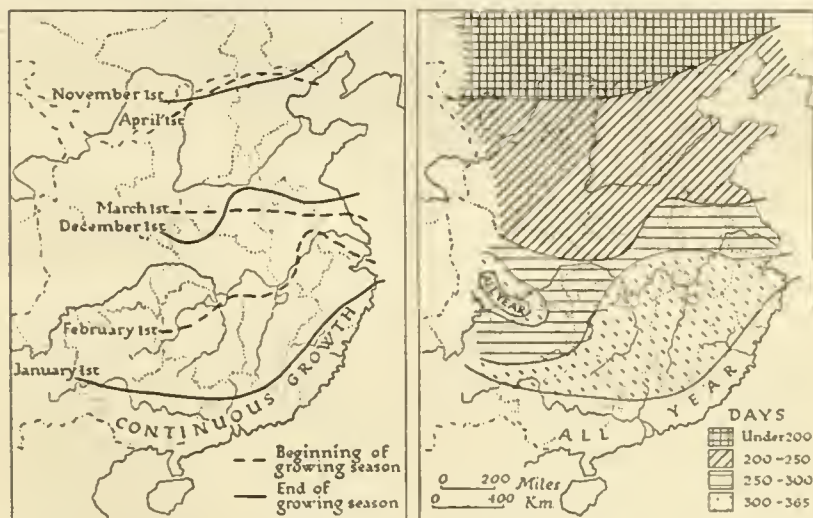 November 1st
April 1st
March 1st
December 1st
February 1st
January 1st
CONTINUOUS GROWTH
Beginning of
growing season
End of
growing season
ALL YEAR
ALL YEAR
DAYS
Under 200
200-250
250-300
300-365
0 200 Miles
0 400 Km.